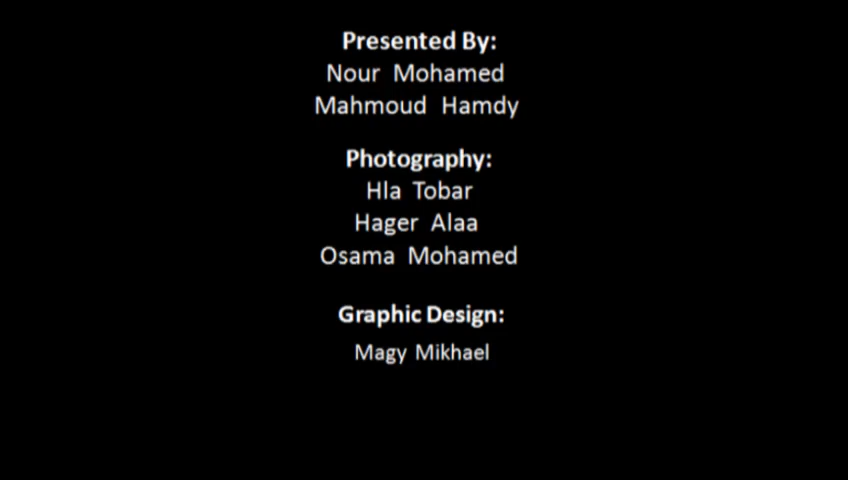 Presented By:
Nour Mohamed
Mahmoud Hamdy
Photography:
Hla Tobar
Hager Alaa
Osama Mohamed
Graphic Design:
Magy Mikhael